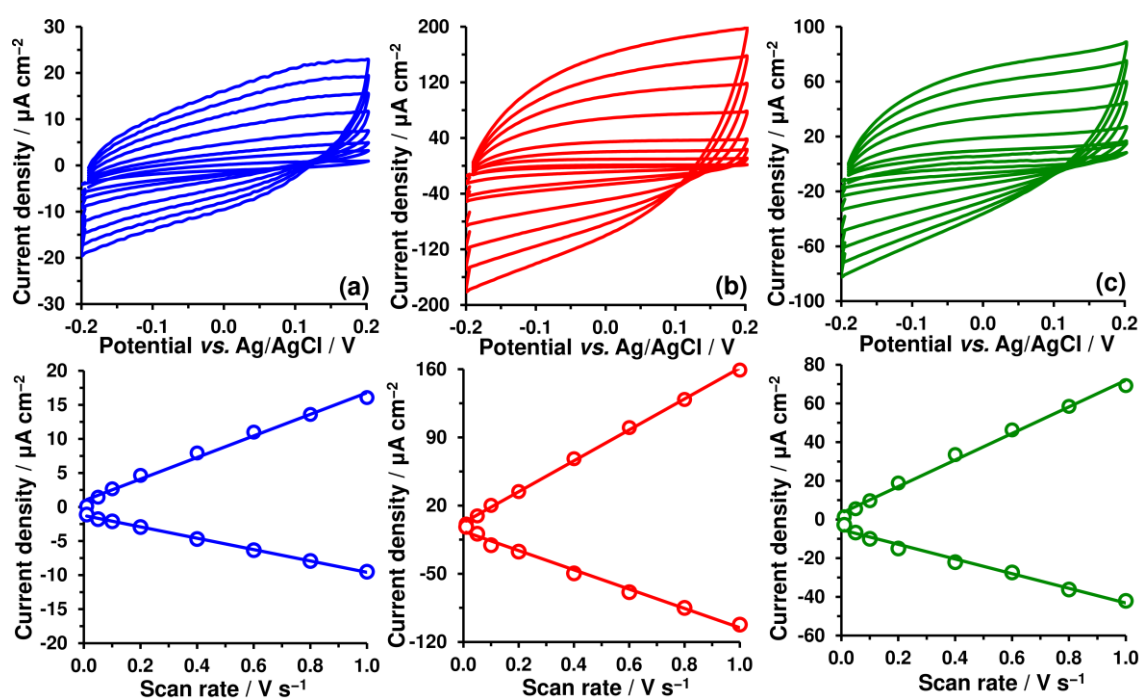 Current density / µA cm⁻²
30
20
10
0
-10
-20
-30
(a)
-0.2 -0.1 0.0 0.1 0.2
Potential vs. Ag/AgCl / V
Current density / µA cm⁻²
200
120
40
-40
-120
-200
(b)
-0.2 -0.1 0.0 0.1 0.2
Potential vs. Ag/AgCl / V
Current density / µA cm⁻²
100
60
20
-20
-60
-100
(c)
-0.2 -0.1 0.0 0.1 0.2
Potential vs. Ag/AgCl / V
Current density / µA cm⁻²
20
15
10
5
0
-5
-10
-15
20
0.0 0.2 0.4 0.6 0.8 1.0
Scan rate / V s⁻¹
Current density / µA cm⁻²
160
90
20
-50
-120
0.0 0.2 0.4 0.6 0.8 1.0
Scan rate / V s⁻¹
Current density / µA cm⁻²
80
60
40
20
0
-20
-40
-60
0.0 0.2 0.4 0.6 0.8 1.0
Scan rate / V s⁻¹